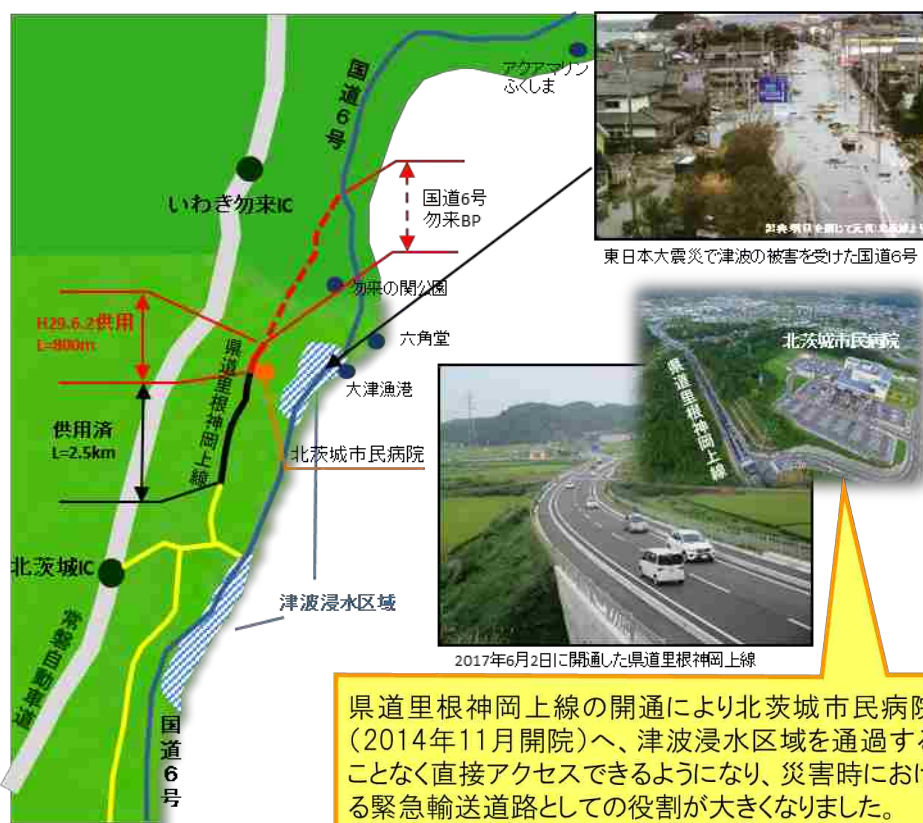 アクアマリン
ふくしま
国道6号
いわき勿来IC
国道6号
勿来BP
勿来の関公園
六角堂
大津漁港
H29.6.2供用
L=800m
県道里根神岡上線
供用済
L=2.5km
北茨城市民病院
北茨城IC
津波浸水区域
常磐自動車道
国道6号
東日本大震災で津波の被害を受けた国道6号
北茨城市民病院
県道里根神岡上線
2017年6月2日に開通した県道里根神岡上線
県道里根神岡上線の開通により北茨城市民病院
(2014年11月開院)へ、津波浸水区域を通過する
ことなく直接アクセスできるようになり、災害時におけ
る緊急輸送道路としての役割が大きくなりました。